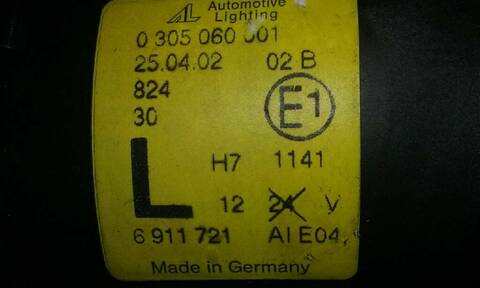 AL Automotive
Lighting
0 305 060 001
25.04.02 02 B
824
30 E1
L H7 1141
12 24 V
6 911 721 AI E04
Made in Germany